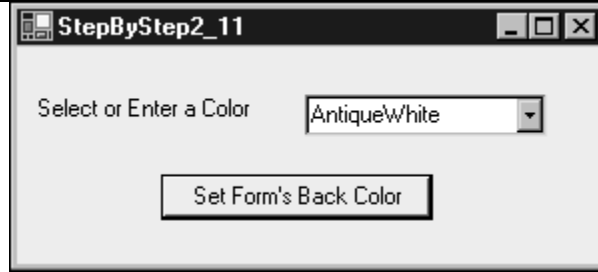 StepByStep2_11
Select or Enter a Color
AntiqueWhite
Set Form's Back Color